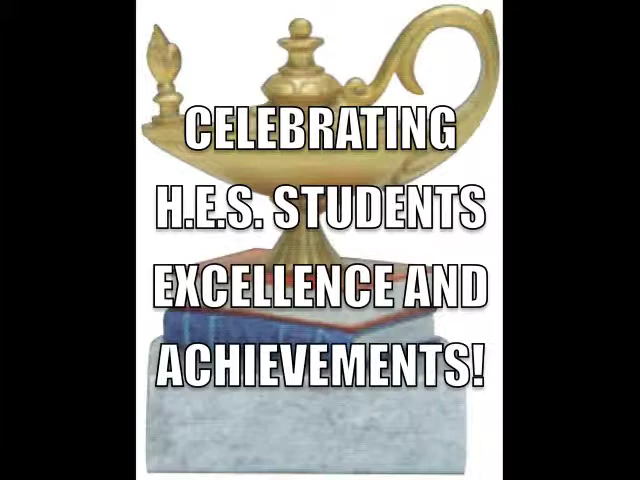 CELEBRATING
H.E.S. STUDENTS
EXCELLENCE AND
ACHIEVEMENTS!